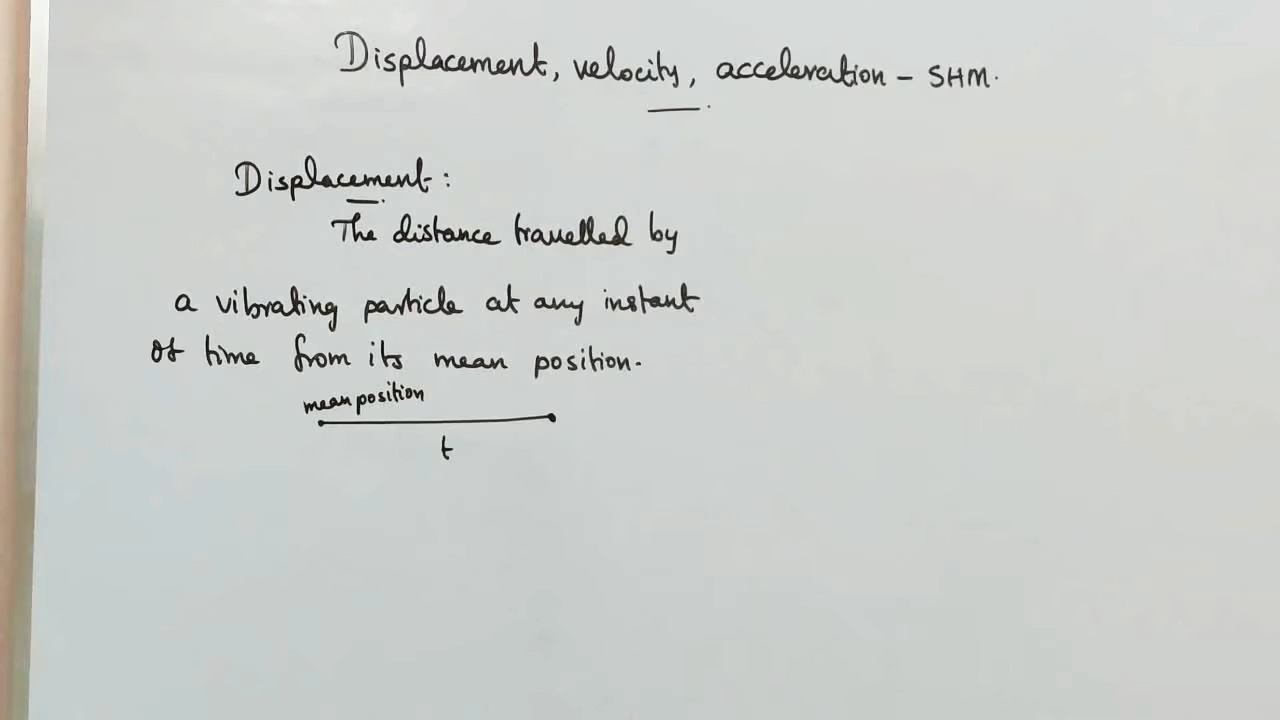 Displacement, velocity, acceleration - SHM.
Displacement :
The distance travelled by
a vibrating particle at any instant
of time from its mean position.
mean position
t